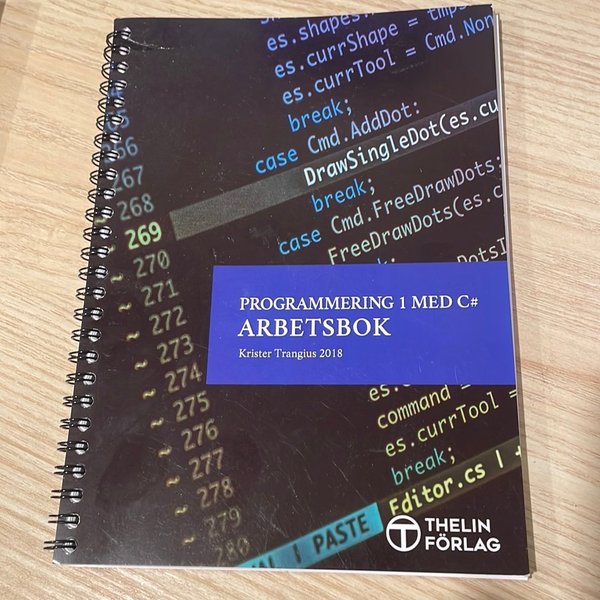 es.shapes
es.currShape = tmpS
es.currTool = Cmd.Non
break;
case Cmd.AddDot:
DrawSingleDot(es.cu
break;
case Cmd.FreeDrawDots:
FreeDrawDots(es.c
266
267
~ 268
~ 269
~ 270
~ 271
~ 272
~ 273
~ 274
~ 275
~ 276
~ 277
~ 278
~ 279
280
PROGRAMMERING 1 MED C#
ARBETSBOK
Krister Trangius 2018
command =
es.currTool =
break;
Editor.cs
PASTE
THELIN
FÖRLAG